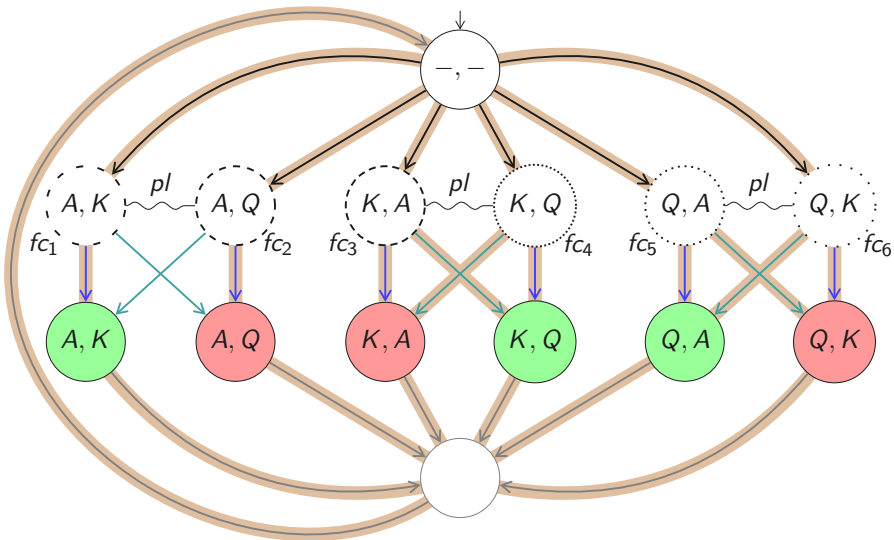 −, −
A, K pl A, Q K, A pl K, Q Q, A pl Q, K
fc1 fc2 fc3 fc4 fc5 fc6
A, K A, Q K, A K, Q Q, A Q, K